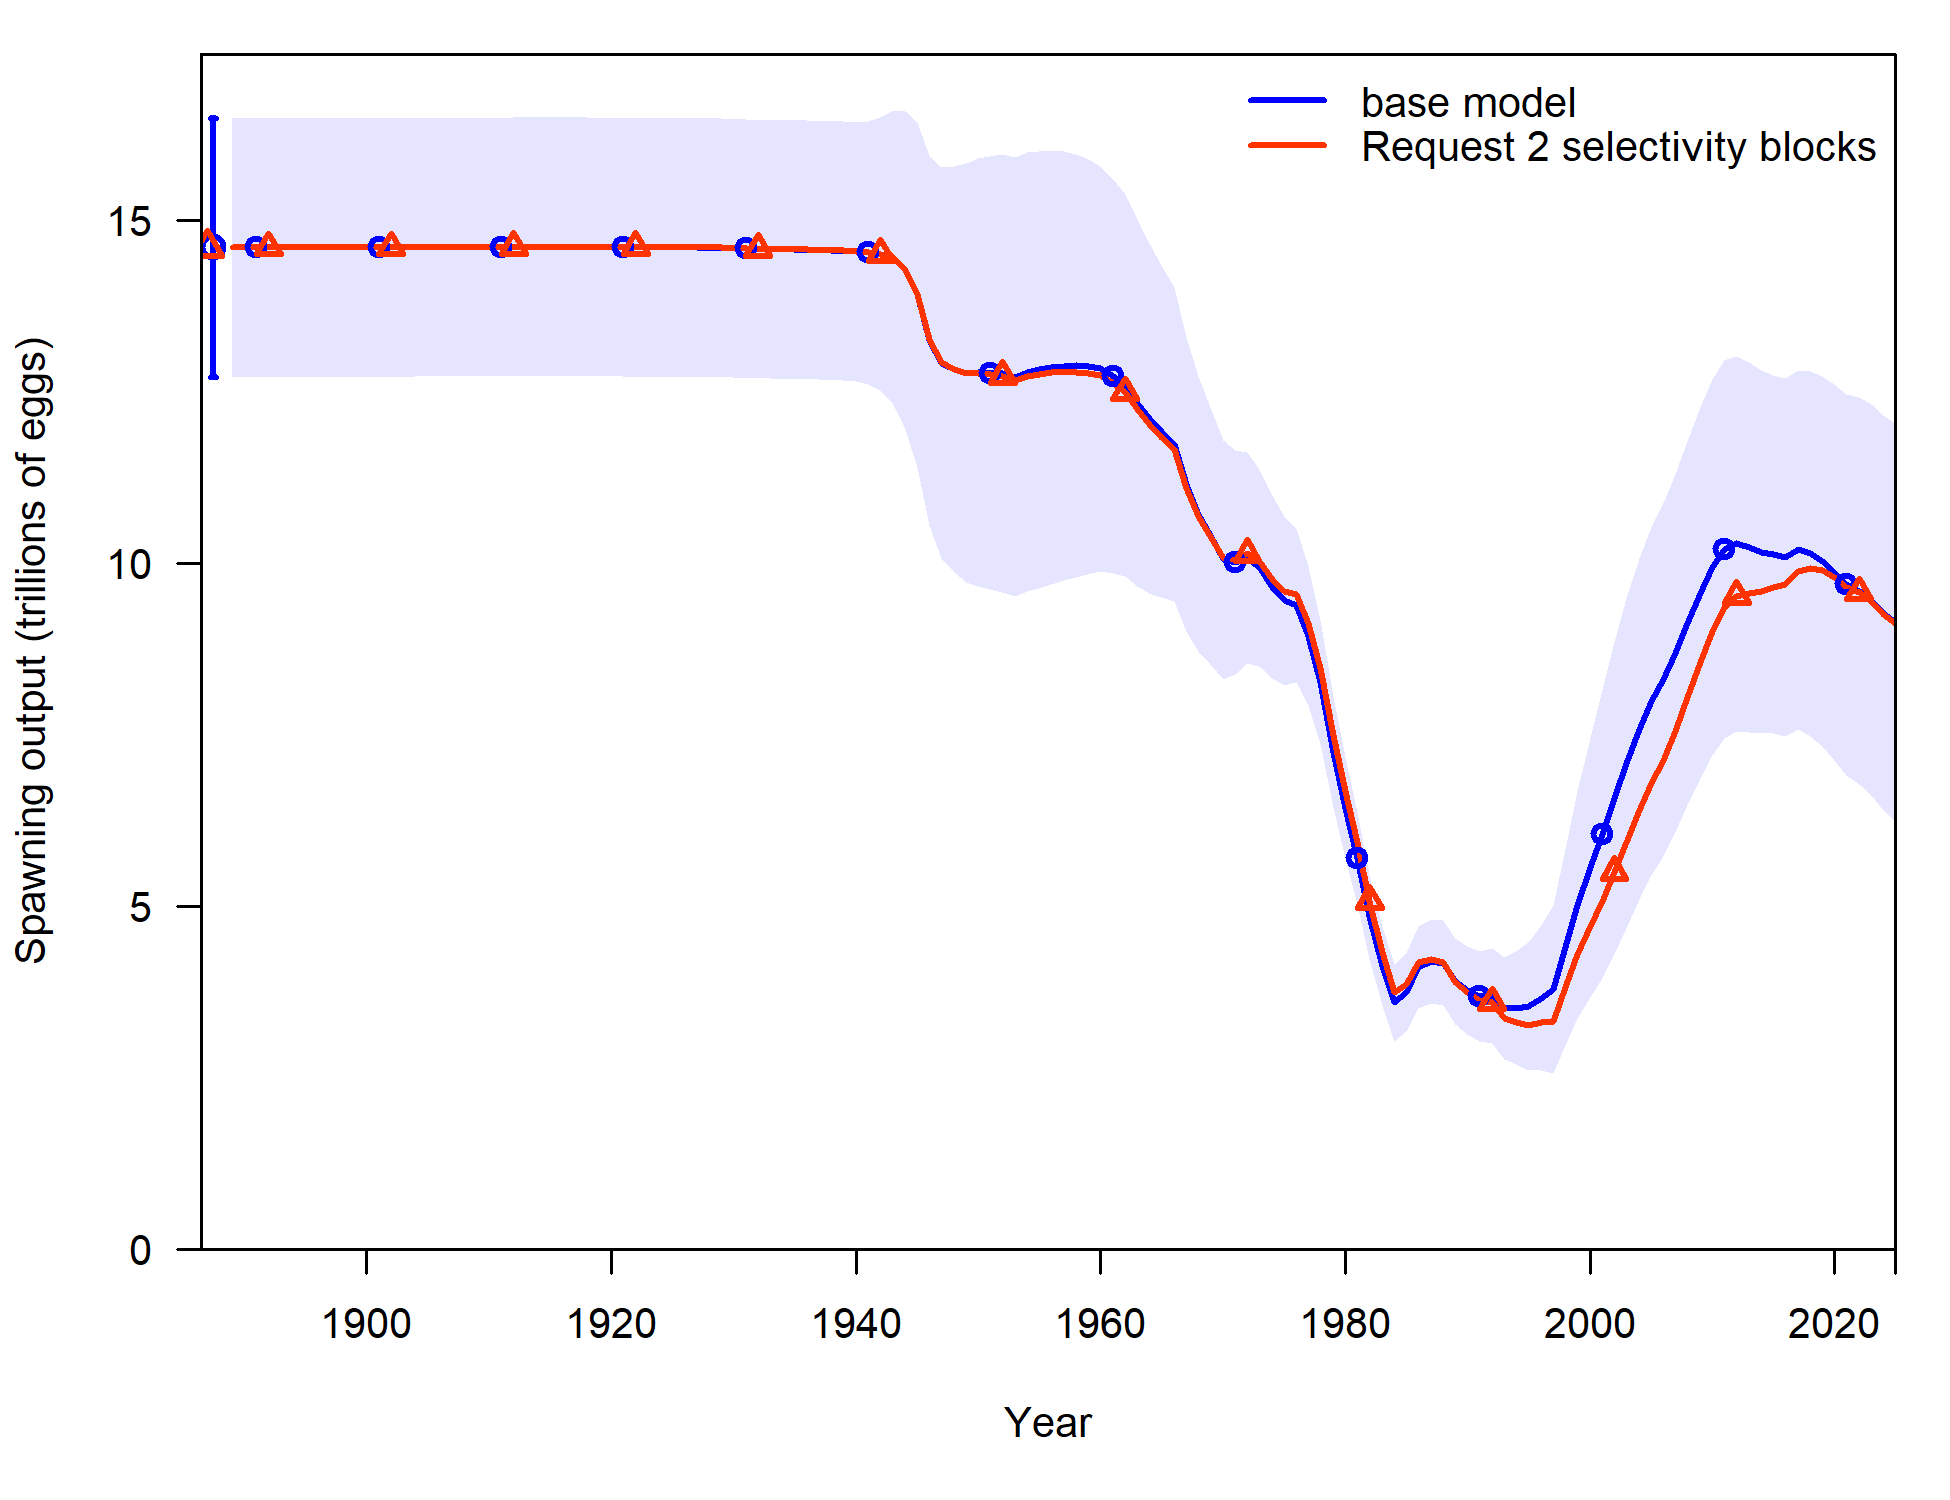 base model
Request 2 selectivity blocks
Spawning output (trillions of eggs)
15
10
5
0
1900 1920 1940 1960 1980 2000 2020
Year